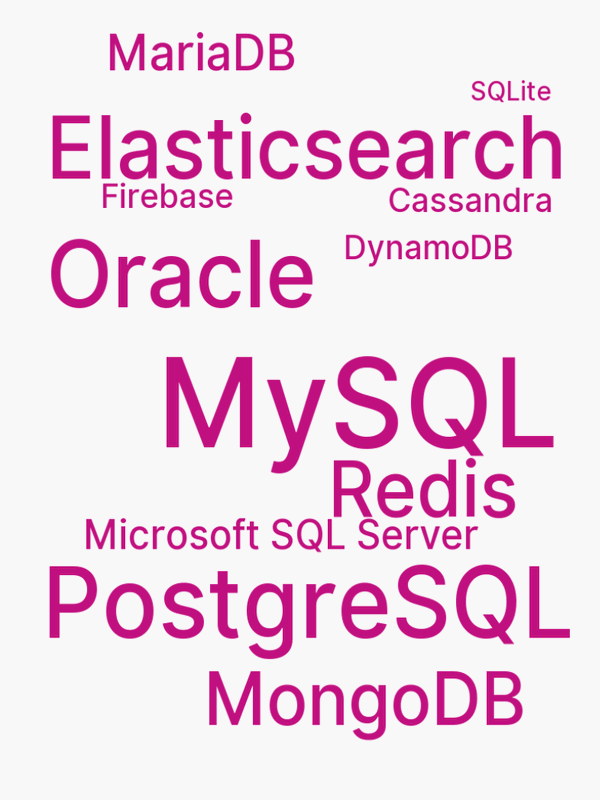 MariaDB
SQLite
Elasticsearch
Firebase
Cassandra
DynamoDB
Oracle
MySQL
Redis
Microsoft SQL Server
PostgreSQL
MongoDB